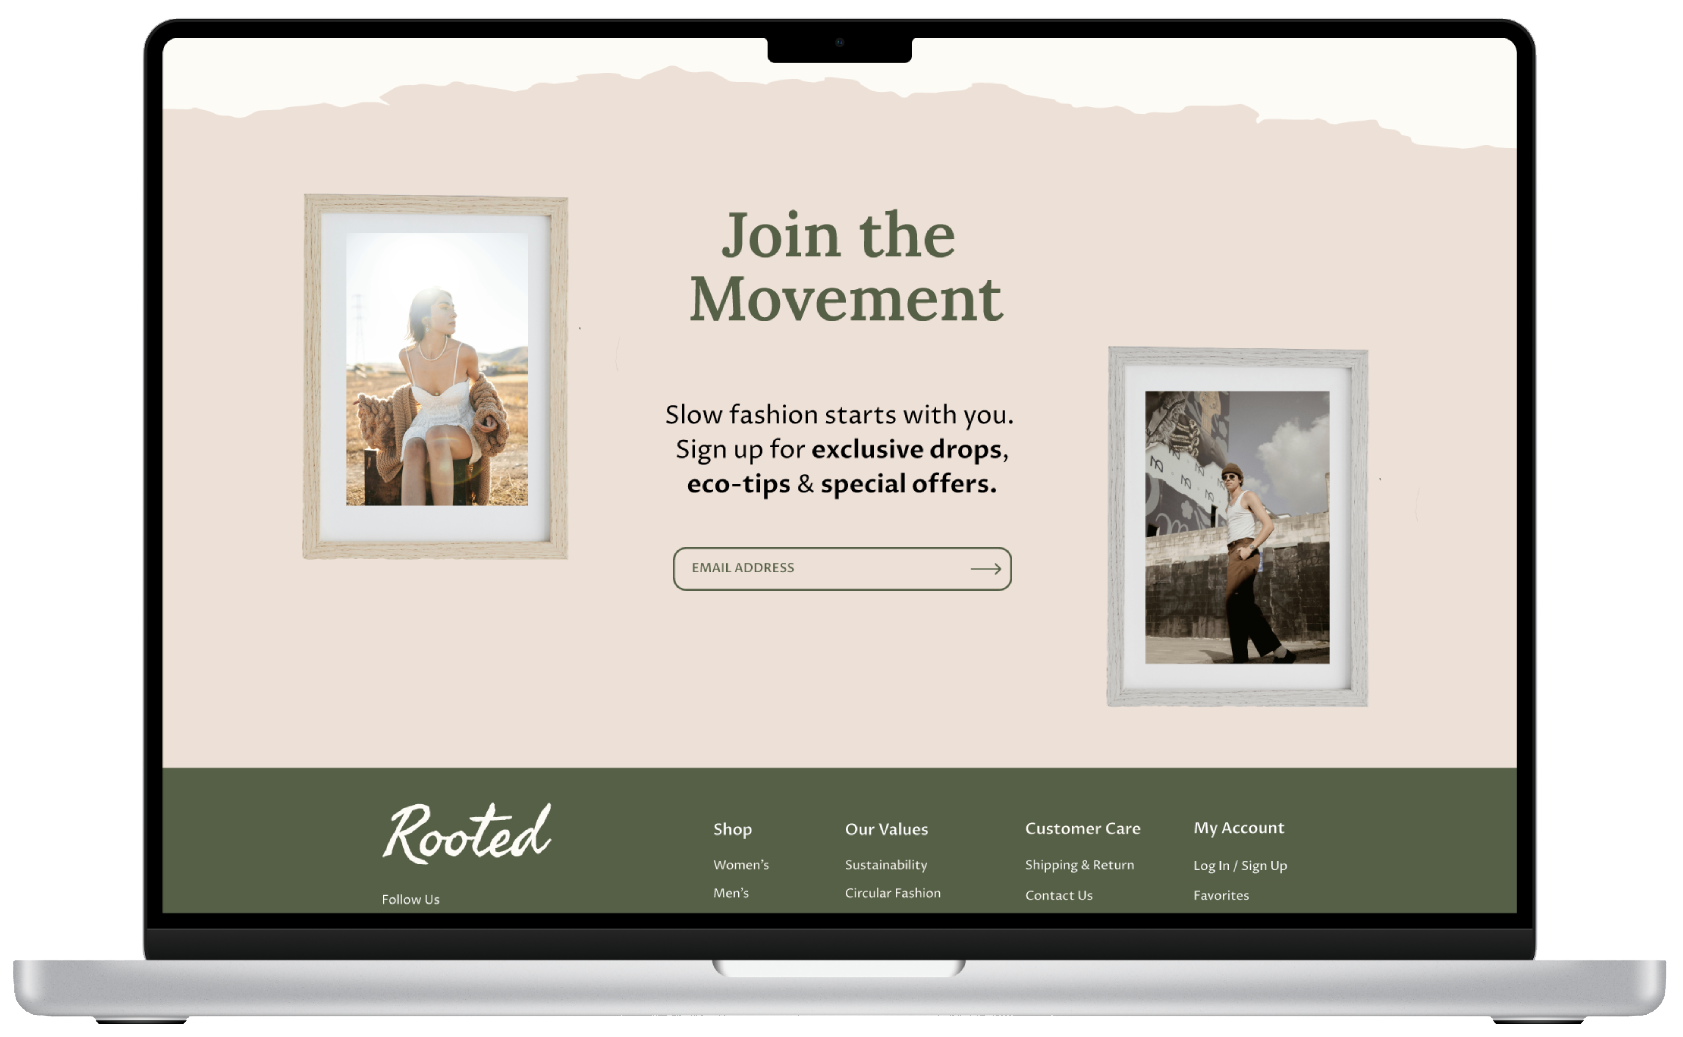 Join the
Movement
Slow fashion starts with you.
Sign up for exclusive drops,
eco-tips & special offers.
EMAIL ADDRESS
Rooted
Follow Us
Shop
Women's
Men's
Our Values
Sustainability
Circular Fashion
Customer Care
Shipping & Return
Contact Us
My Account
Log In / Sign Up
Favorites